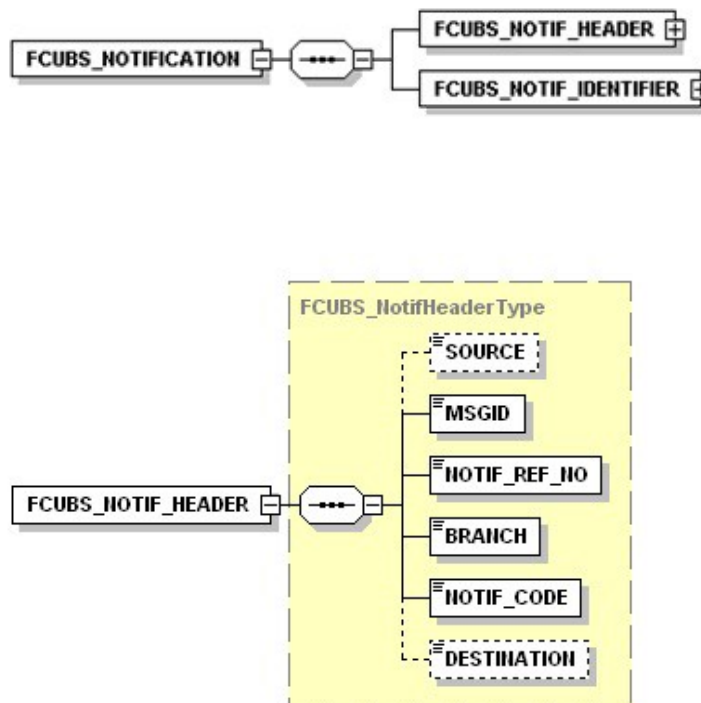 FCUBS_NOTIFICATION
FCUBS_NOTIF_HEADER
FCUBS_NOTIF_IDENTIFIER
FCUBS_NotifHeaderType
SOURCE
MSGID
NOTIF_REF_NO
FCUBS_NOTIF_HEADER
BRANCH
NOTIF_CODE
DESTINATION